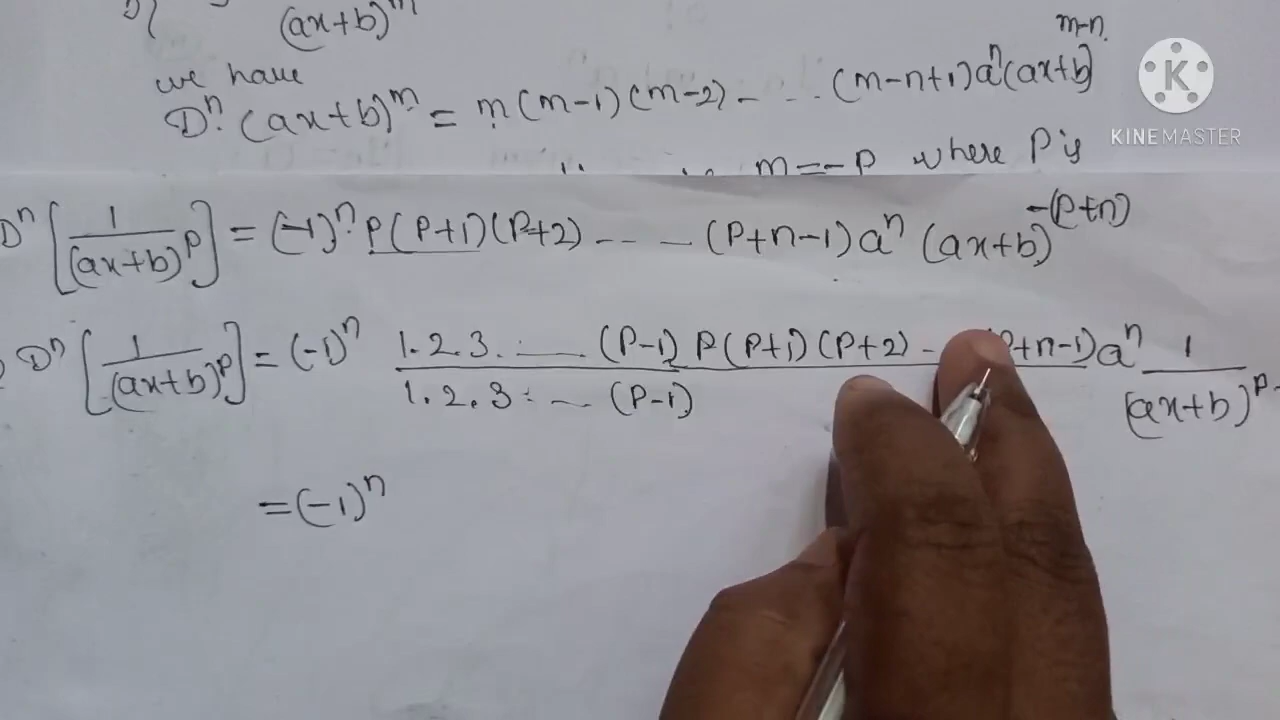 (ax+b)^m
we have
D^n. (ax+b)^m = m(m-1)(m-2)- - .. (m-n+1)a^n(ax+b)^m-n.
m=-P where P is
D^n [1/(ax+b)^P] = (-1)^n. P(P+1)(P+2) -- - - (P+n-1) a^n (ax+b)^-(P+n)
D^n [1/(ax+b)^P] = (-1)^n 1.2.3. .... (P-1) P(P+1)(P+2) - P+n-1) a^n 1
1.2.3 .... (P-1) (ax+b)^P-
= (-1)^n
K
KINEMASTER